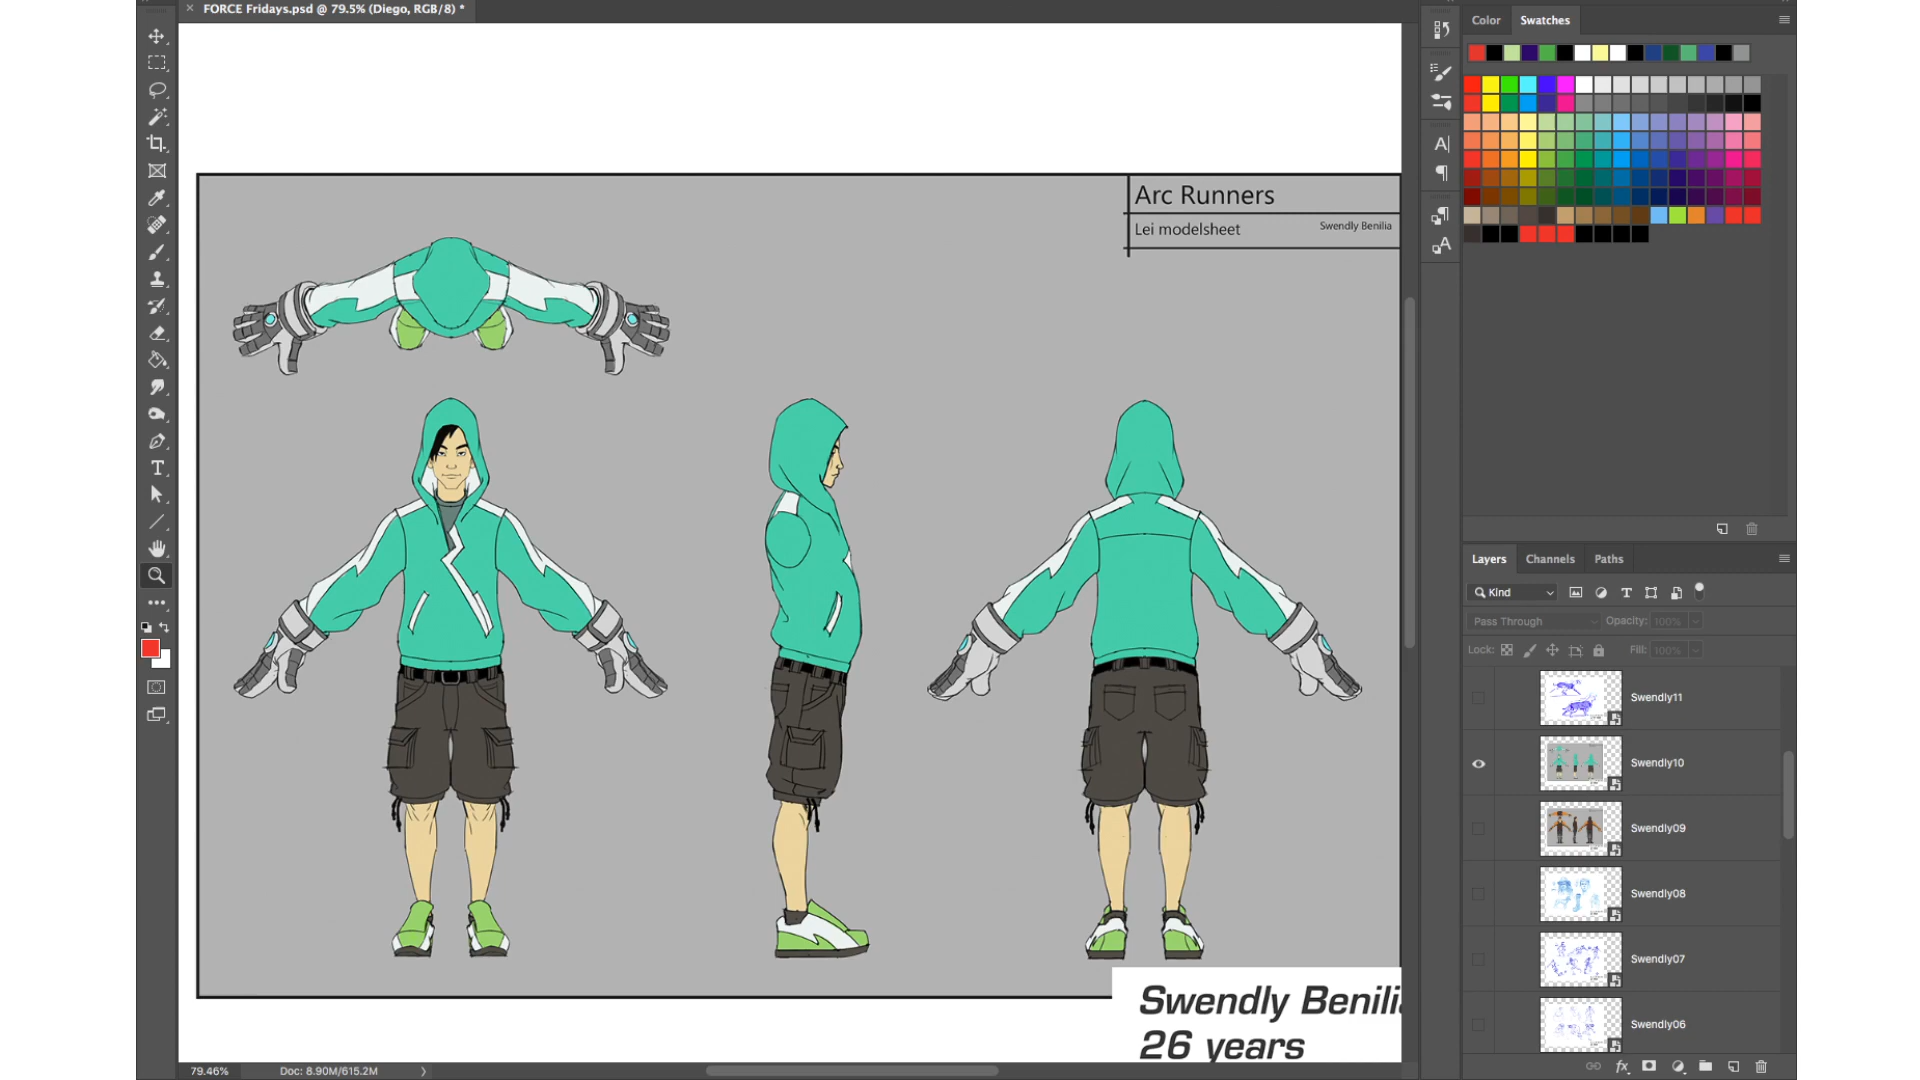 FORCE Fridays.psd @ 79.5% (Diego, RGB/8) *
Color
Swatches
Arc Runners
Lei modelsheet
Swendly Benilia
Layers
Channels
Paths
Kind
Pass Through
Opacity: 100%
Lock:
Fill: 100%
Swendly11
Swendly10
Swendly09
Swendly08
Swendly07
Swendly06
Swendly Benili
26 years
79.46%
Doc: 8.90M/615.2M